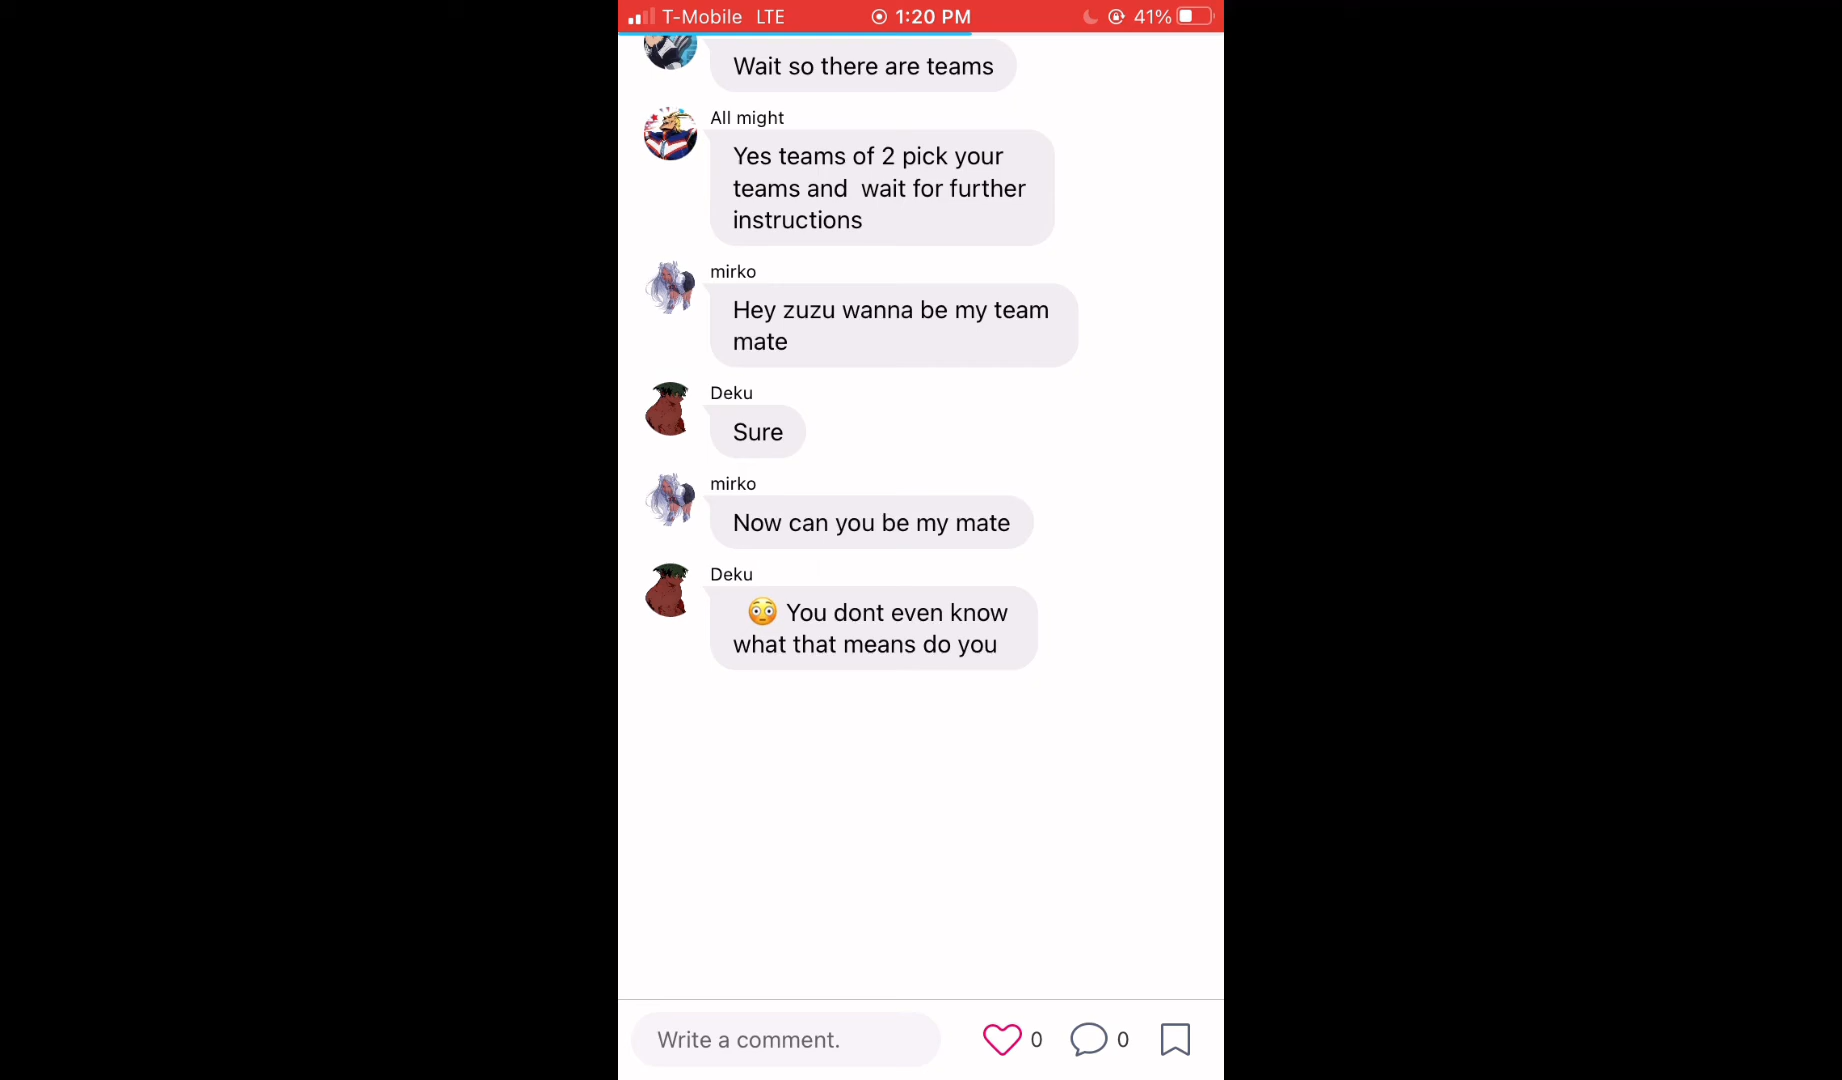 T-Mobile LTE 1:20 PM 41%
Wait so there are teams
All might
Yes teams of 2 pick your
teams and  wait for further
instructions
mirko
Hey zuzu wanna be my team
mate
Deku
Sure
mirko
Now can you be my mate
Deku
😳 You dont even know
what that means do you
Write a comment. 0 0